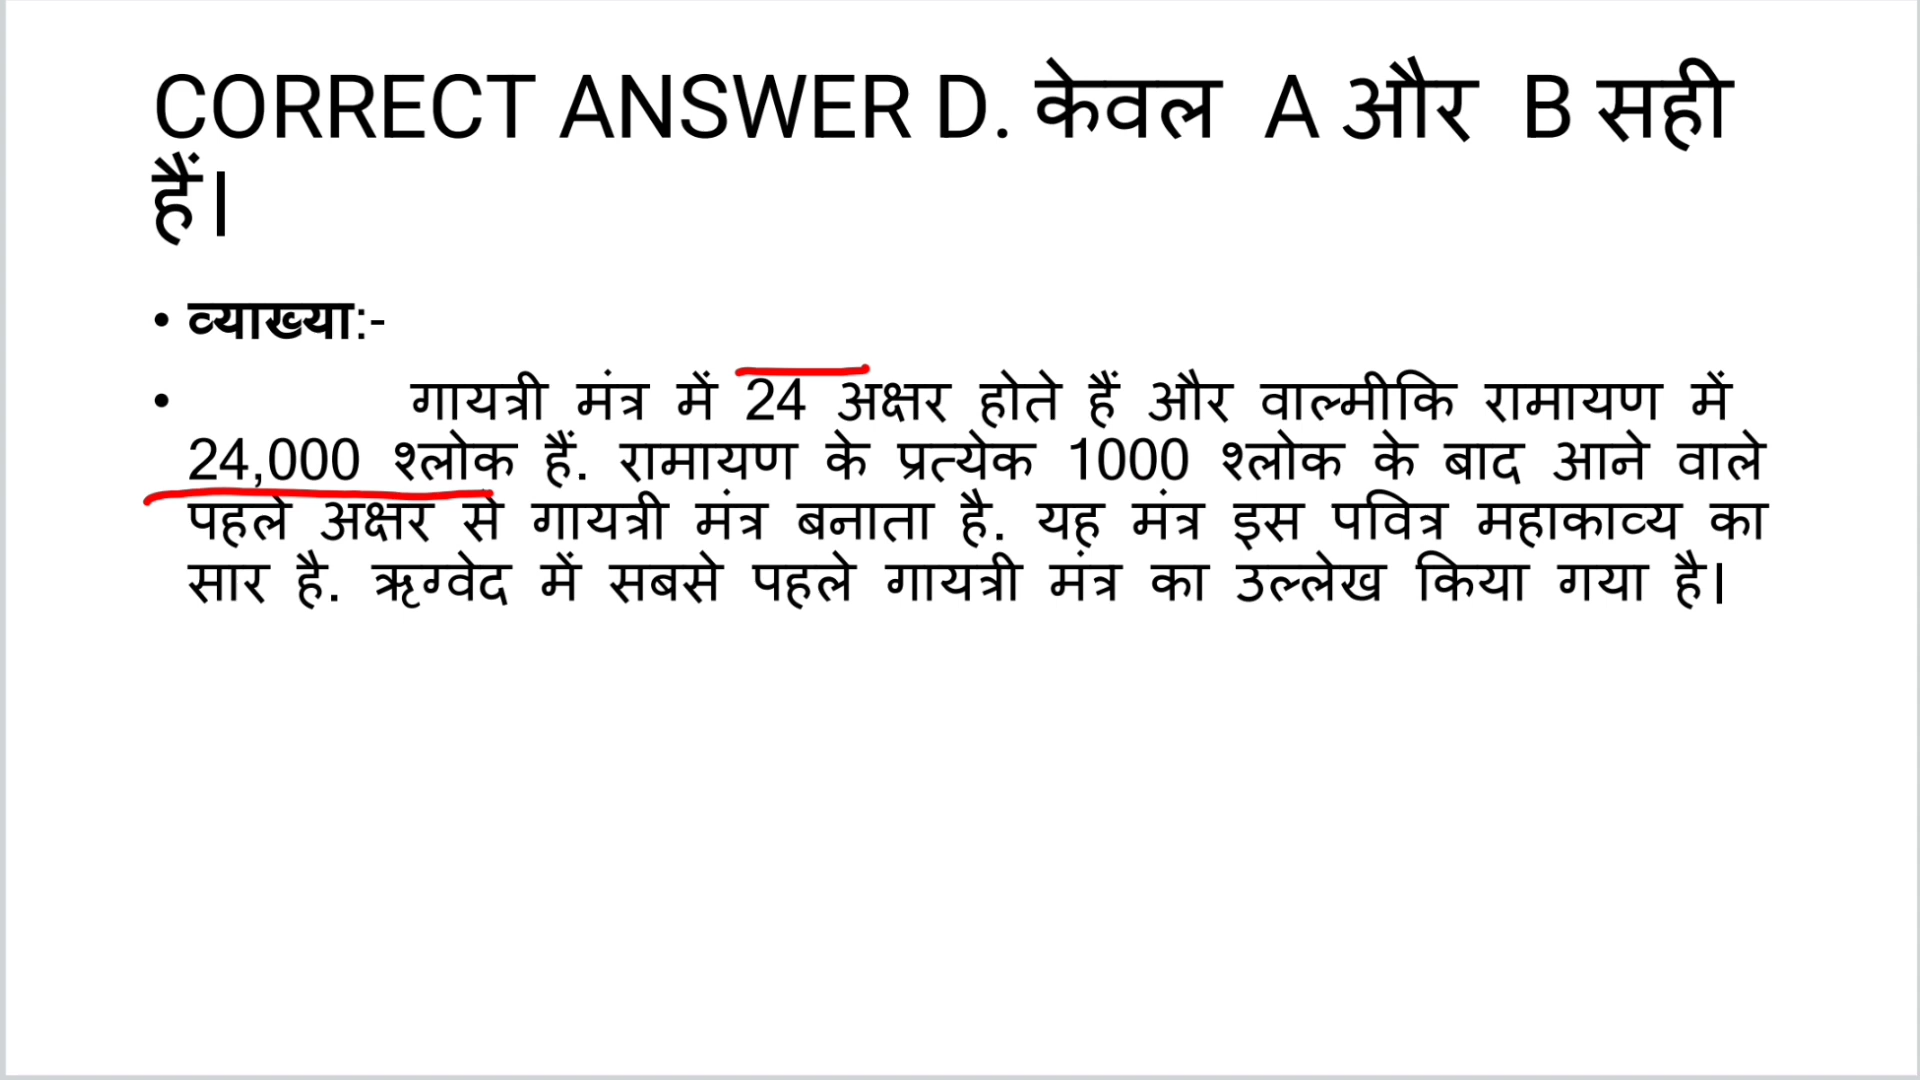 CORRECT ANSWER D. केवल A और B सही
हैं।
• व्याख्या:-
• गायत्री मंत्र में 24 अक्षर होते हैं और वाल्मीकि रामायण में
24,000 श्लोक हैं. रामायण के प्रत्येक 1000 श्लोक के बाद आने वाले
पहले अक्षर से गायत्री मंत्र बनाता है. यह मंत्र इस पवित्र महाकाव्य का
सार है. ऋग्वेद में सबसे पहले गायत्री मंत्र का उल्लेख किया गया है।